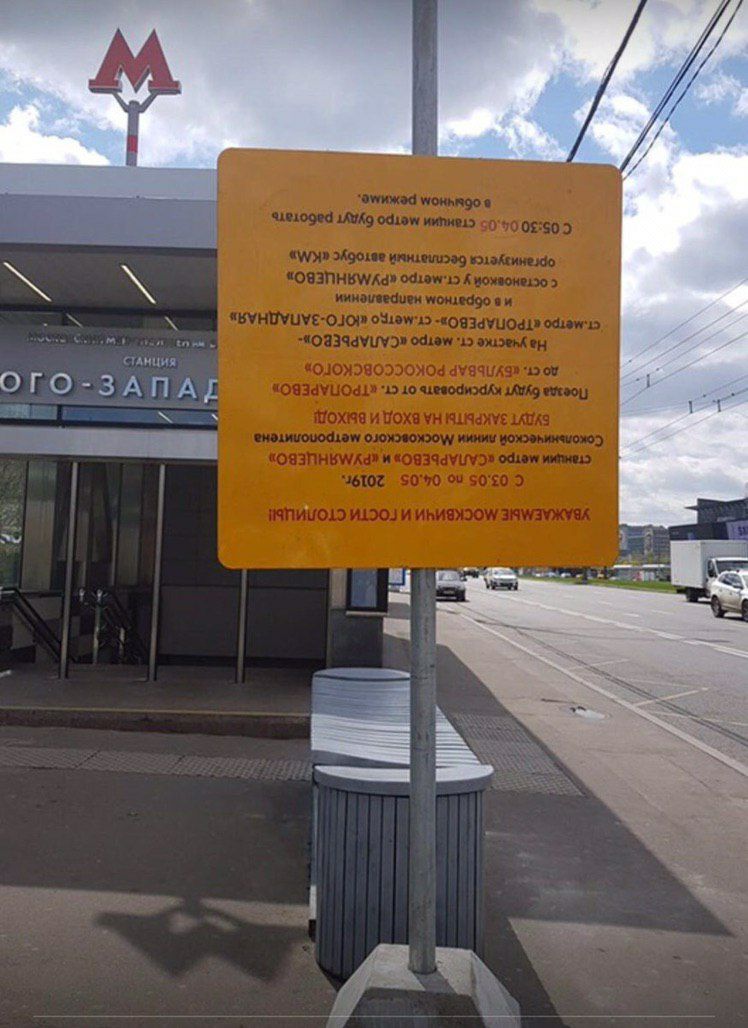 М
СТАНЦИЯ
ОГО-ЗАПАД
УВАЖАЕМЫЕ МОСКВИЧИ И ГОСТИ СТОЛИЦЫ!
С 03.05 по 04.05 2019г.
станции метро «САЛАРЬЕВО» и «РУМЯНЦЕВО»
Сокольнической линии Московского метрополитена
БУДУТ ЗАКРЫТЫ НА ВХОД И ВЫХОД!
Поезда будут курсировать от ст. "ТРОПАРЕВО"
до ст. «БУЛЬВАР РОКОССОВСКОГО»
На участке ст. метро «САЛАРЬЕВО»-
ст.метро «ТРОПАРЕВО»- ст.метро «ЮГО-ЗАПАДНАЯ»
и в обратном направлении
с остановкой у ст.метро «РУМЯНЦЕВО»
организуется бесплатный автобус «КМ»
С 05:30 04.05 станции метро будут работать
в обычном режиме.